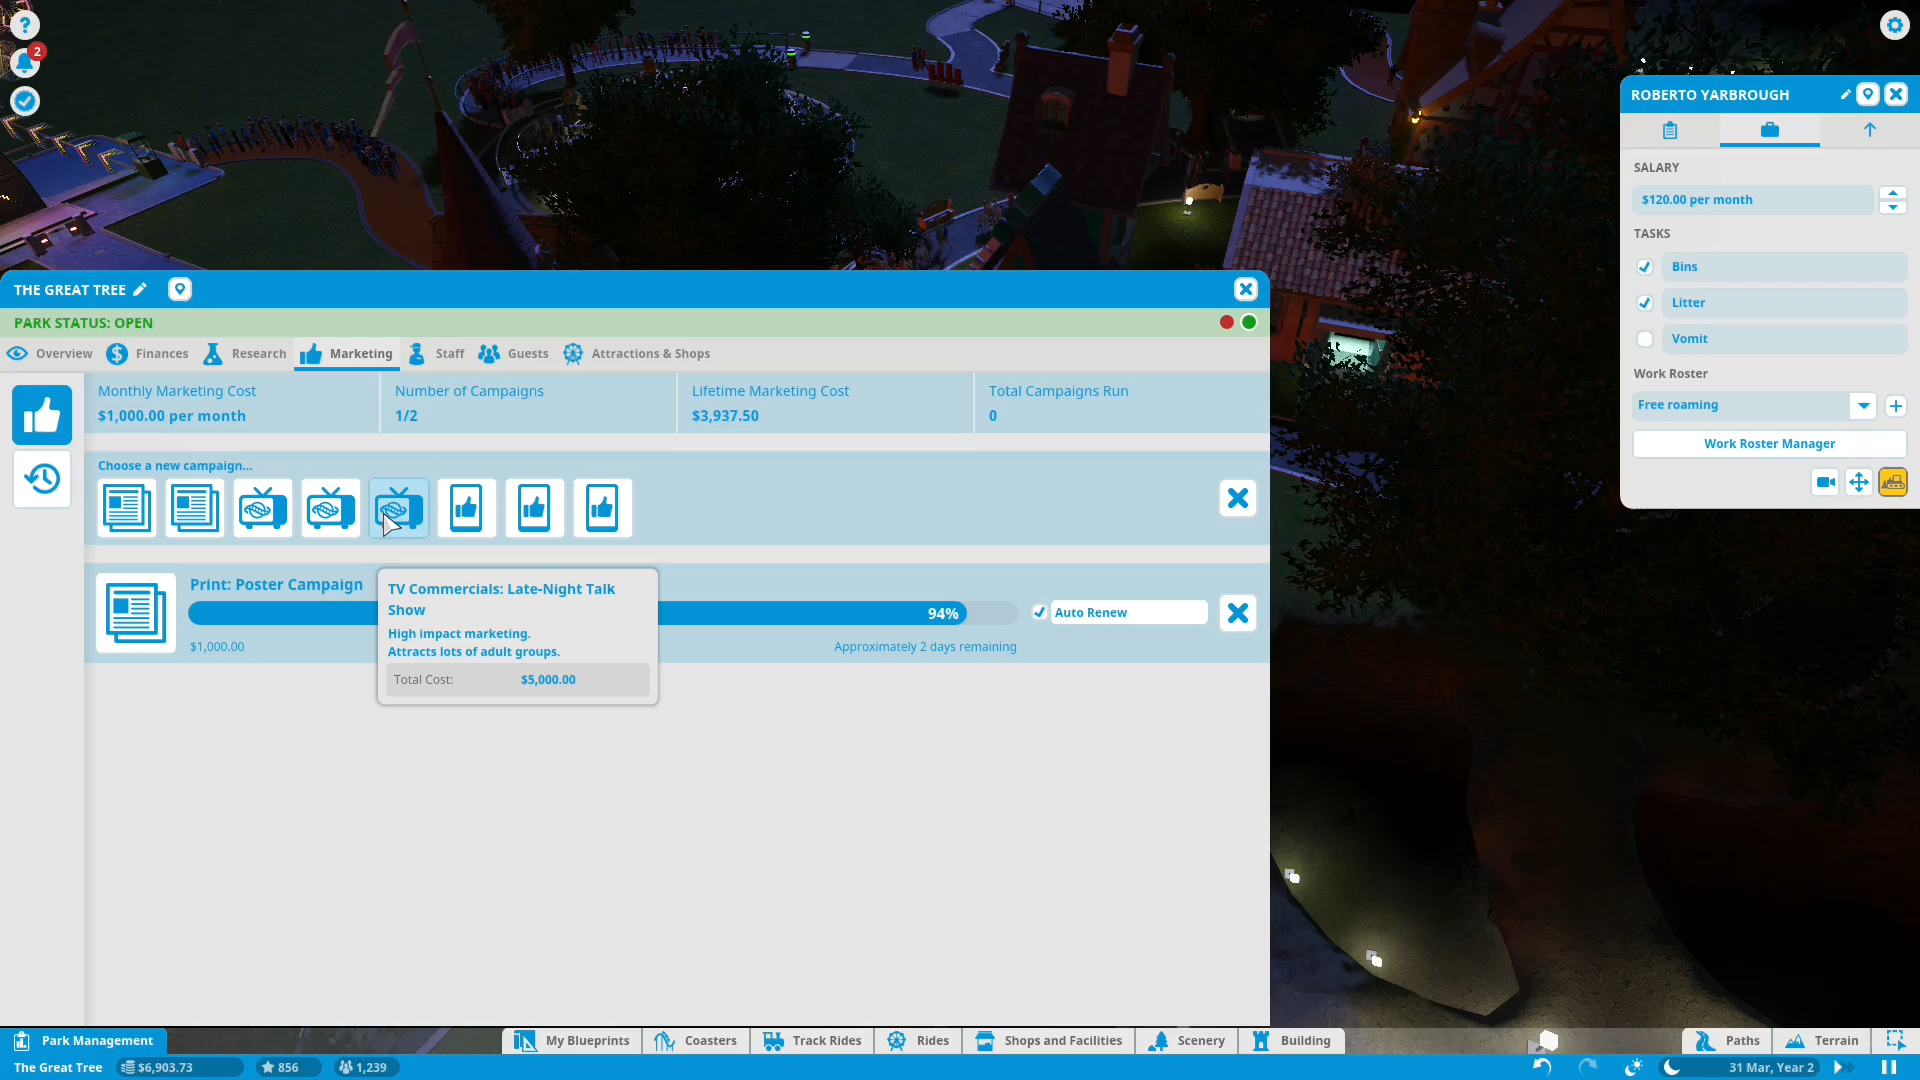 ?
2
ROBERTO YARBROUGH
SALARY
$120.00 per month
TASKS
Bins
Litter
Vomit
Work Roster
Free roaming
Work Roster Manager
THE GREAT TREE
PARK STATUS: OPEN
Overview
Finances
Research
Marketing
Staff
Guests
Attractions & Shops
Monthly Marketing Cost
$1,000.00 per month
Number of Campaigns
1/2
Lifetime Marketing Cost
$3,937.50
Total Campaigns Run
0
Choose a new campaign...
Print: Poster Campaign
94%
Auto Renew
$1,000.00
Approximately 2 days remaining
TV Commercials: Late-Night Talk
Show
High impact marketing.
Attracts lots of adult groups.
Total Cost: $5,000.00
Park Management
My Blueprints
Coasters
Track Rides
Rides
Shops and Facilities
Scenery
Building
Paths
Terrain
The Great Tree
$6,903.73
856
1,239
31 Mar, Year 2